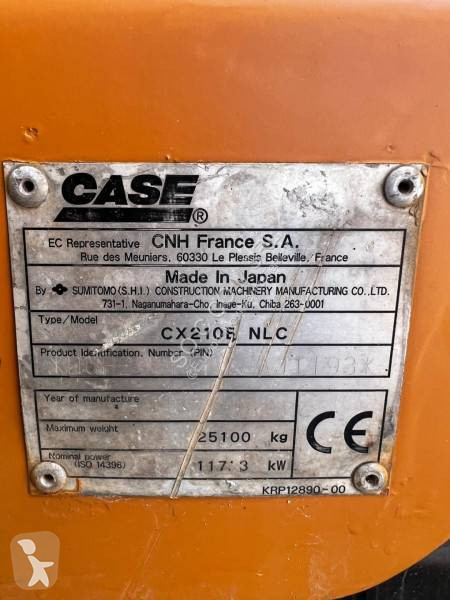 CASE®
EC Representative CNH France S.A.
Rue des Meuniers, 60330 Le Plessis Belleville, France
Made In Japan
By SUMITOMO(S.H.I.) CONSTRUCTION MACHINERY MANUFACTURING CO.,LTD.
731-1, Naganumahara-Cho, Inage-Ku, Chiba 263-0001
Type/Model
CX210B NLC
Product Identification Number (PIN)
Year of manufacture
Maximum weight
25100 kg
Nominal power
(ISO 14396)
117.3 kW
CE
KRP12890-00